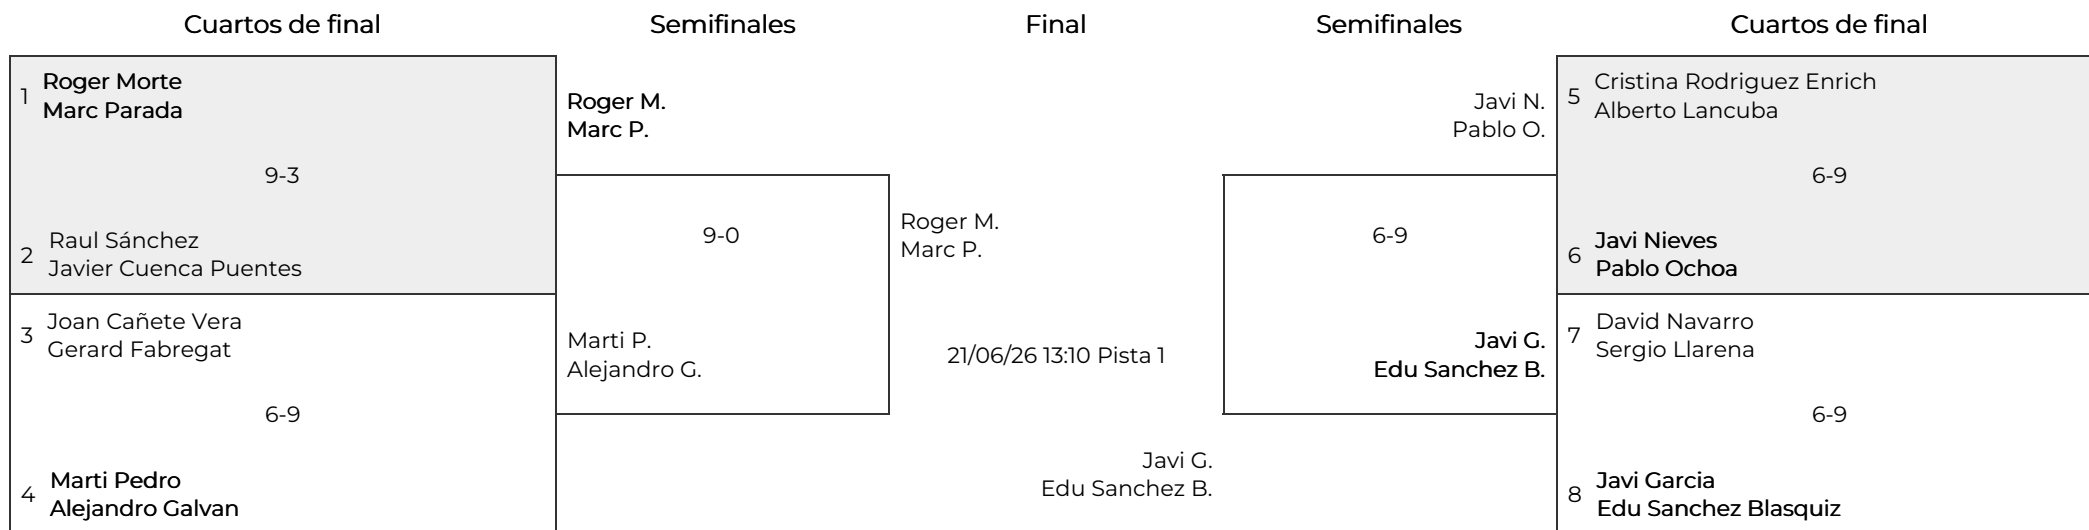 Cuartos de final
Semifinales
Final
Semifinales
Cuartos de final
1
Roger Morte
Marc Parada
9-3
2
Raul Sánchez
Javier Cuenca Puentes
3
Joan Cañete Vera
Gerard Fabregat
6-9
4
Marti Pedro
Alejandro Galvan
Roger M.
Marc P.
9-0
Marti P.
Alejandro G.
Roger M.
Marc P.
21/06/26 13:10 Pista 1
Javi G.
Edu Sanchez B.
Javi N.
Pablo O.
6-9
Javi G.
Edu Sanchez B.
5
Cristina Rodriguez Enrich
Alberto Lancuba
6-9
6
Javi Nieves
Pablo Ochoa
7
David Navarro
Sergio Llarena
6-9
8
Javi Garcia
Edu Sanchez Blasquiz